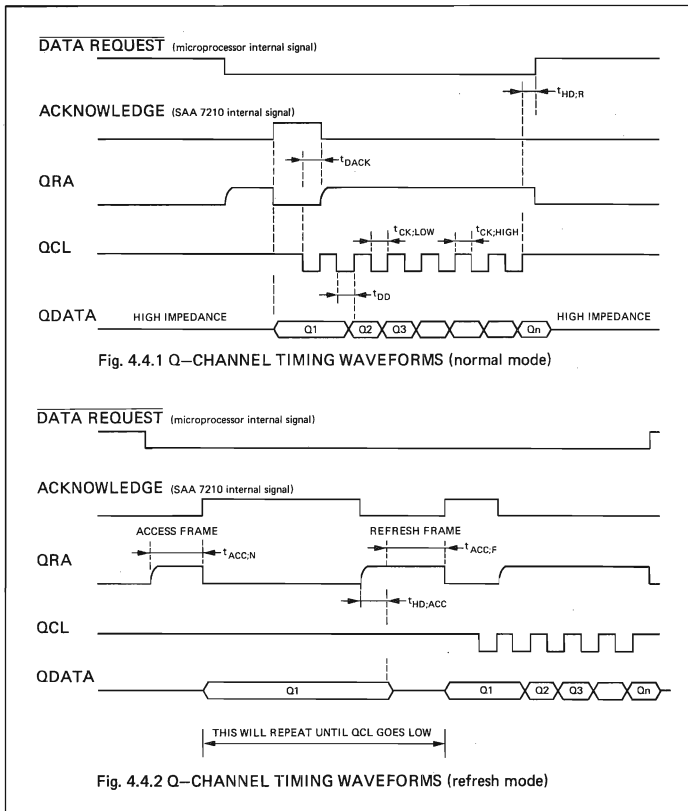 DATA REQUEST (microprocessor internal signal)
tHD;R
ACKNOWLEDGE (SAA 7210 internal signal)
tDACK
QRA
tCK;LOW
tCK;HIGH
QCL
tDD
QDATA
HIGH IMPEDANCE
Q1
Q2
Q3
Qn
HIGH IMPEDANCE
Fig. 4.4.1 Q—CHANNEL TIMING WAVEFORMS (normal mode)
DATA REQUEST (microprocessor internal signal)
ACKNOWLEDGE (SAA 7210 internal signal)
ACCESS FRAME
REFRESH FRAME
tACC;N
tACC;F
QRA
tHD;ACC
QCL
QDATA
Q1
Q1
Q2
Q3
Qn
THIS WILL REPEAT UNTIL QCL GOES LOW
Fig. 4.4.2 Q—CHANNEL TIMING WAVEFORMS (refresh mode)